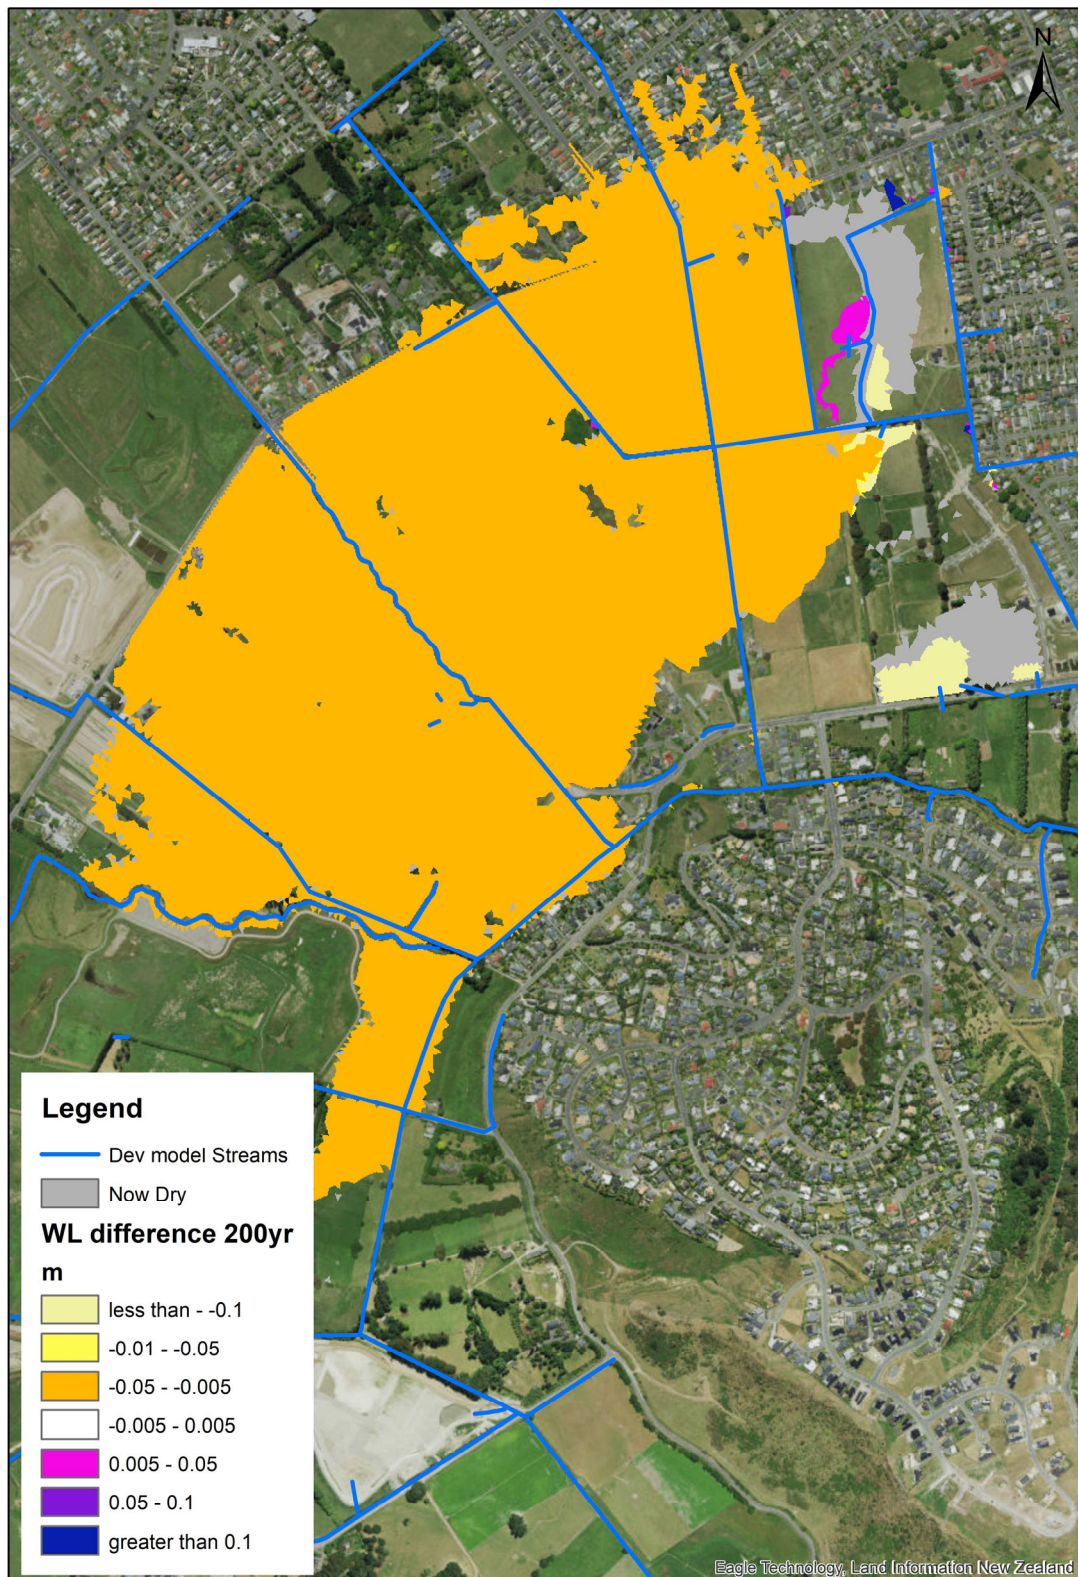 N
Legend
Dev model Streams
Now Dry
WL difference 200yr
m
less than - -0.1
-0.01 - -0.05
-0.05 - -0.005
-0.005 - 0.005
0.005 - 0.05
0.05 - 0.1
greater than 0.1
Eagle Technology, Land Information New Zealand